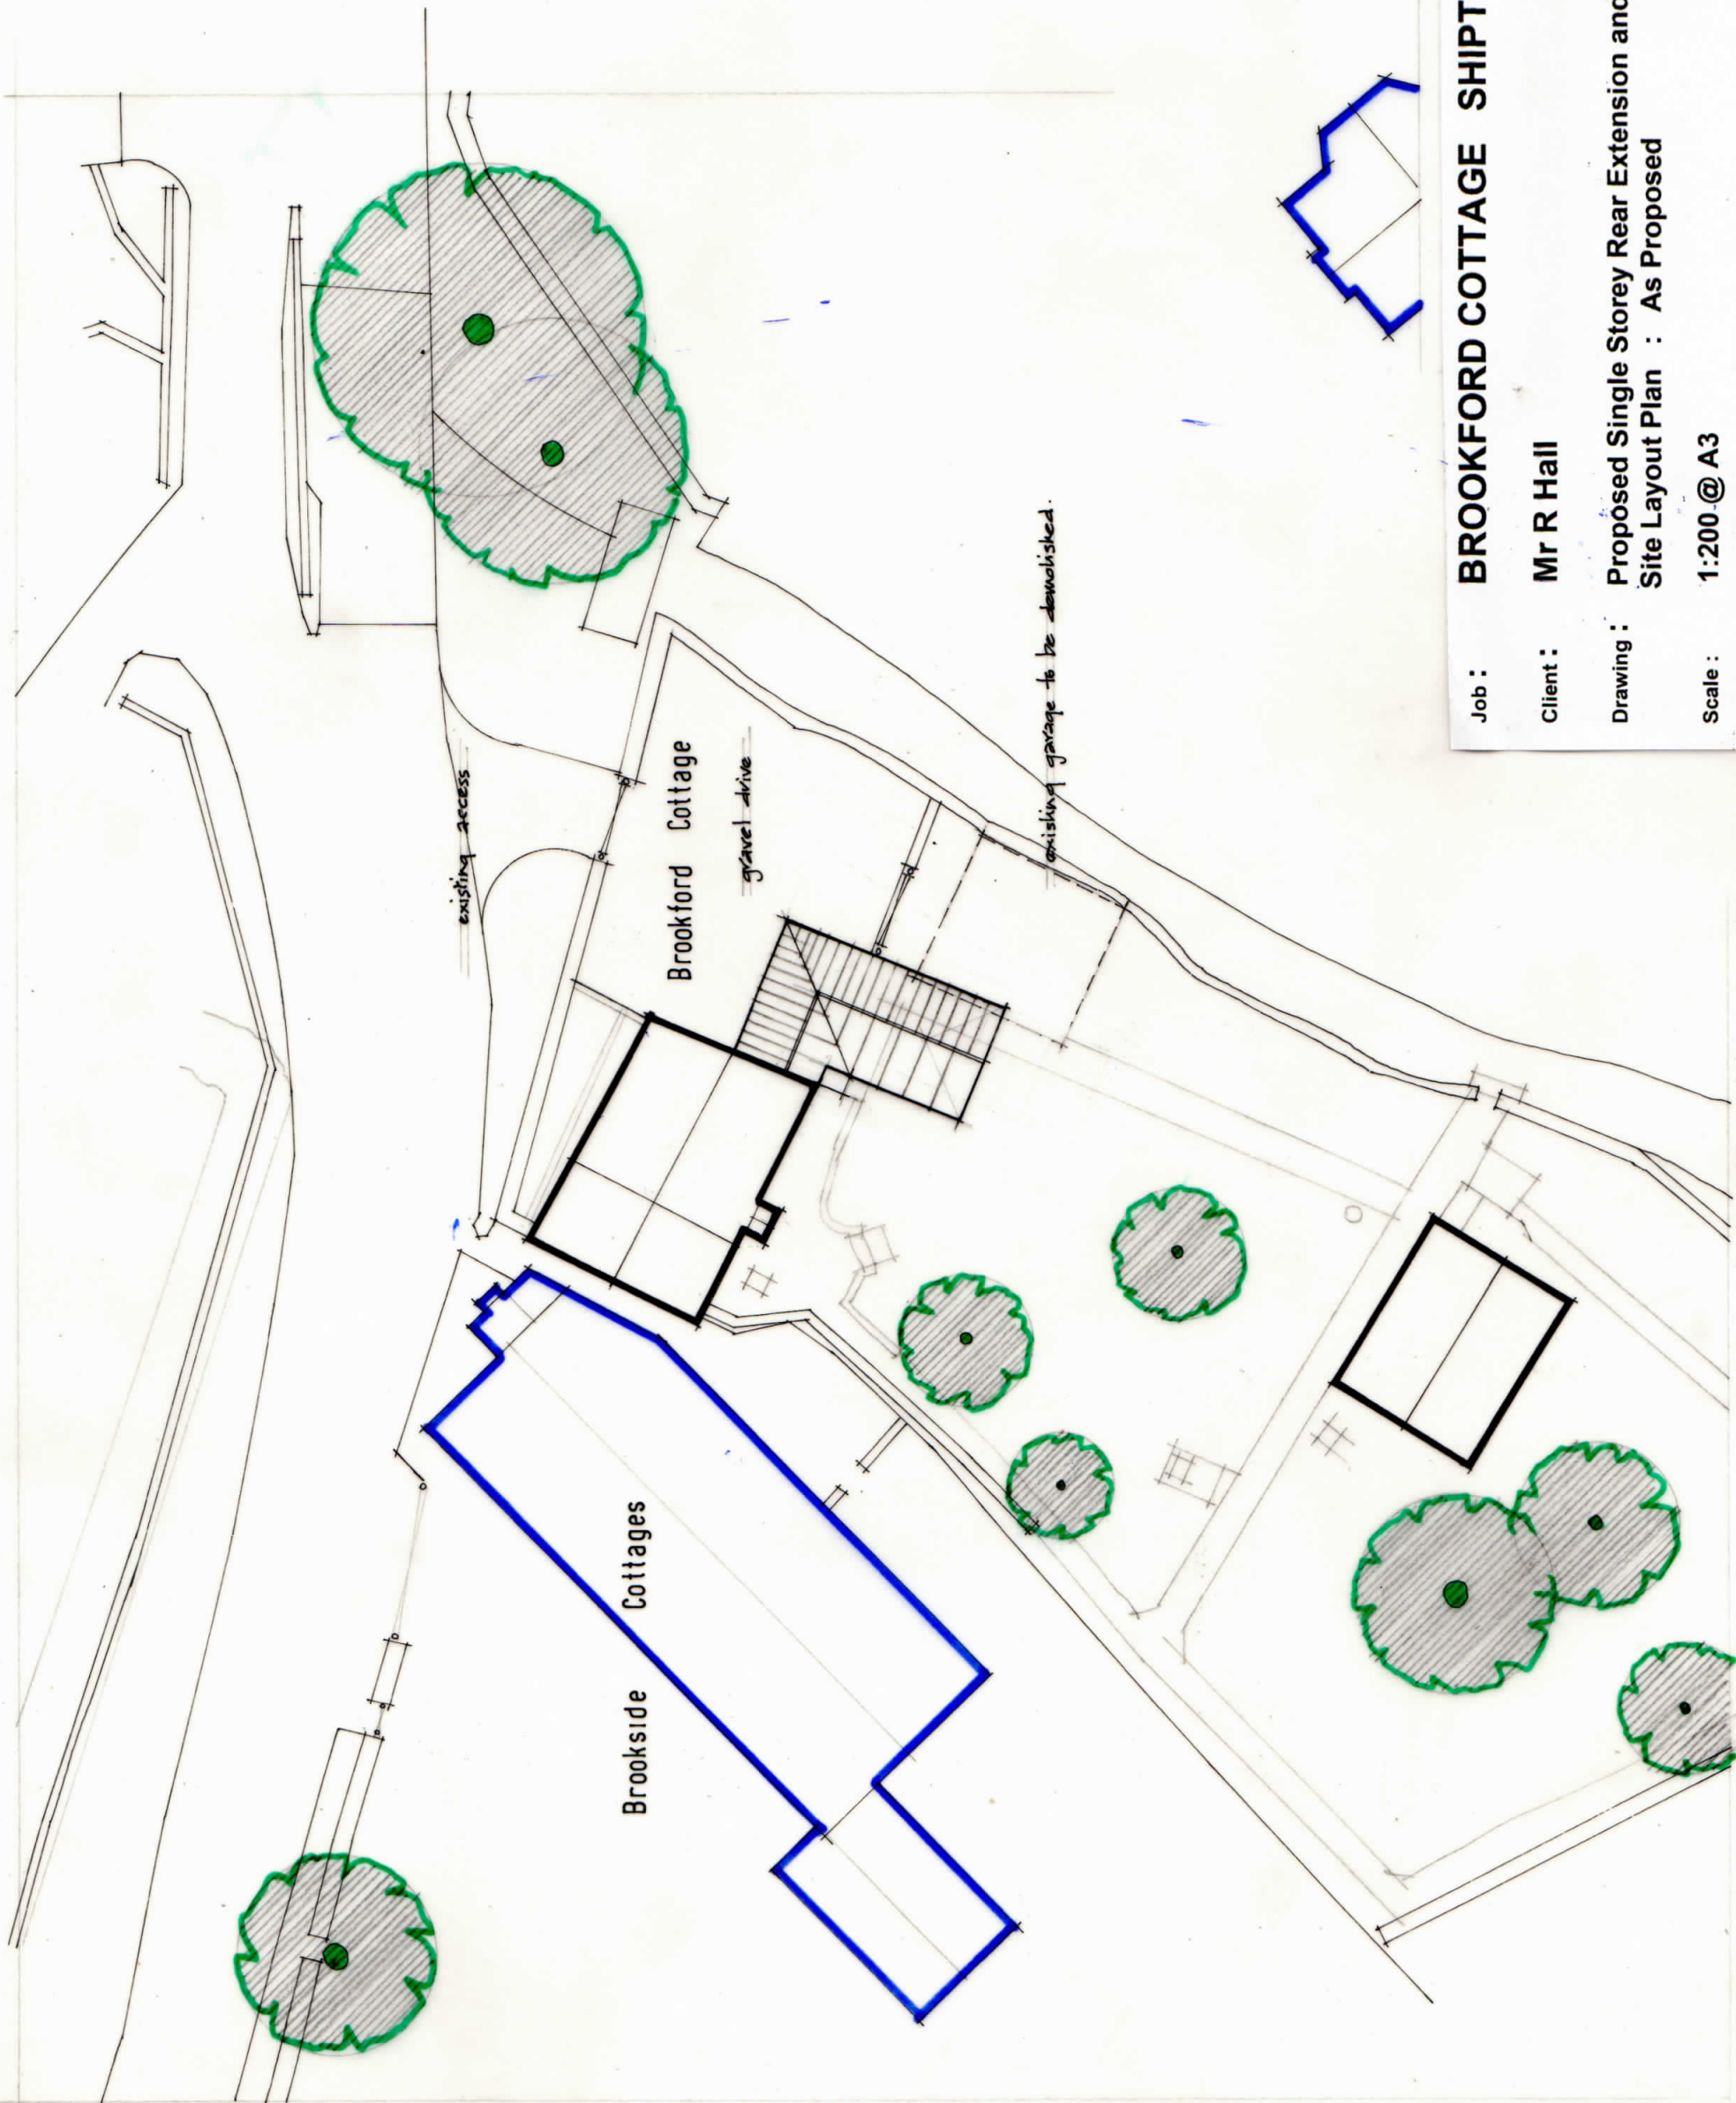 existing access
Brookford Cottage
gravel drive
existing garage to be demolished.
Brookside Cottages
Job : BROOKFORD COTTAGE SHIPT
Client : Mr R Hall
Drawing : Proposed Single Storey Rear Extension and
Site Layout Plan : As Proposed
Scale : 1:200 @ A3